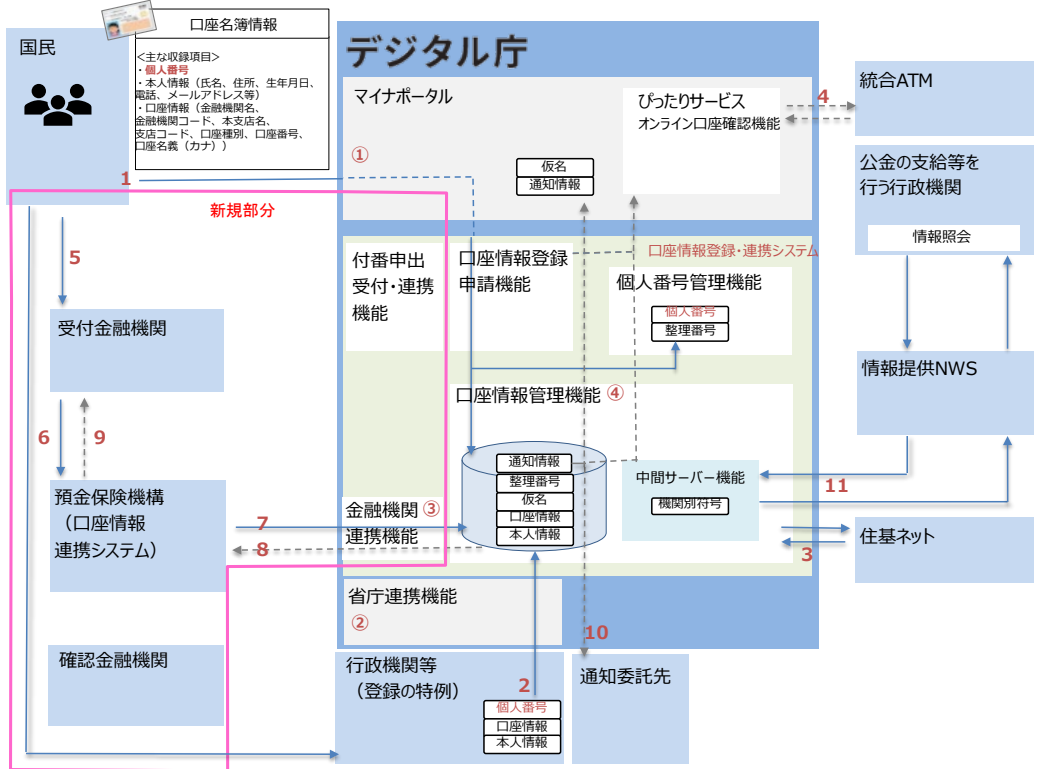 国民
口座名簿情報
<主な収録項目>
・個人番号
・本人情報（氏名、住所、生年月日、
電話、メールアドレス等）
・口座情報（金融機関名、
金融機関コード、本支店名、
支店コード、口座種別、口座番号、
口座名義（カナ））
デジタル庁
マイナポータル
ぴったりサービス
オンライン口座確認機能
仮名
通知情報
①
1
4
統合ATM
公金の支給等を
行う行政機関
情報照会
新規部分
5
受付金融機関
6
9
預金保険機構
（口座情報
連携システム）
7
8
確認金融機関
付番申出
受付・連携
機能
口座情報登録
申請機能
口座情報登録・連携システム
個人番号管理機能
個人番号
整理番号
口座情報管理機能 ④
通知情報
整理番号
仮名
口座情報
本人情報
中間サーバー機能
機関別符号
金融機関 ③
連携機能
情報提供NWS
11
3
住基ネット
省庁連携機能
②
10
行政機関等
（登録の特例）
2
個人番号
口座情報
本人情報
通知委託先